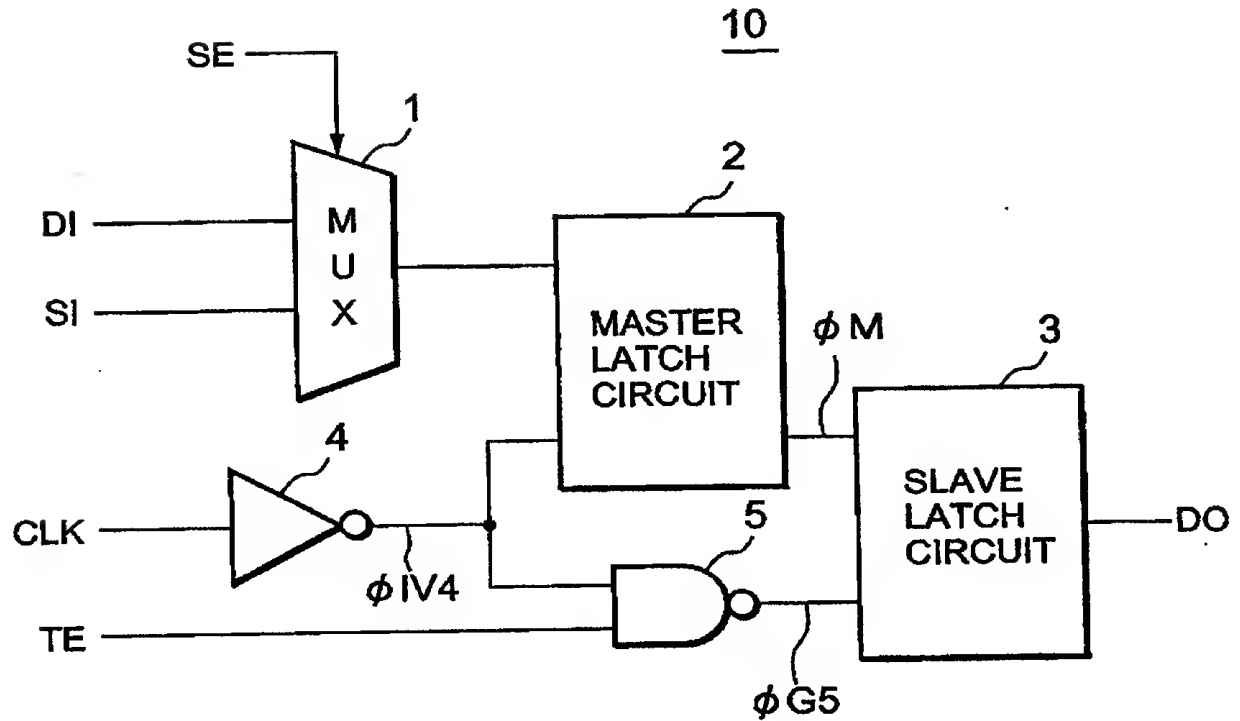 10
SE
1
DI
SI
M
U
X
2
MASTER
LATCH
CIRCUIT
ϕM
3
SLAVE
LATCH
CIRCUIT
DO
4
CLK
ϕIV4
5
TE
ϕG5